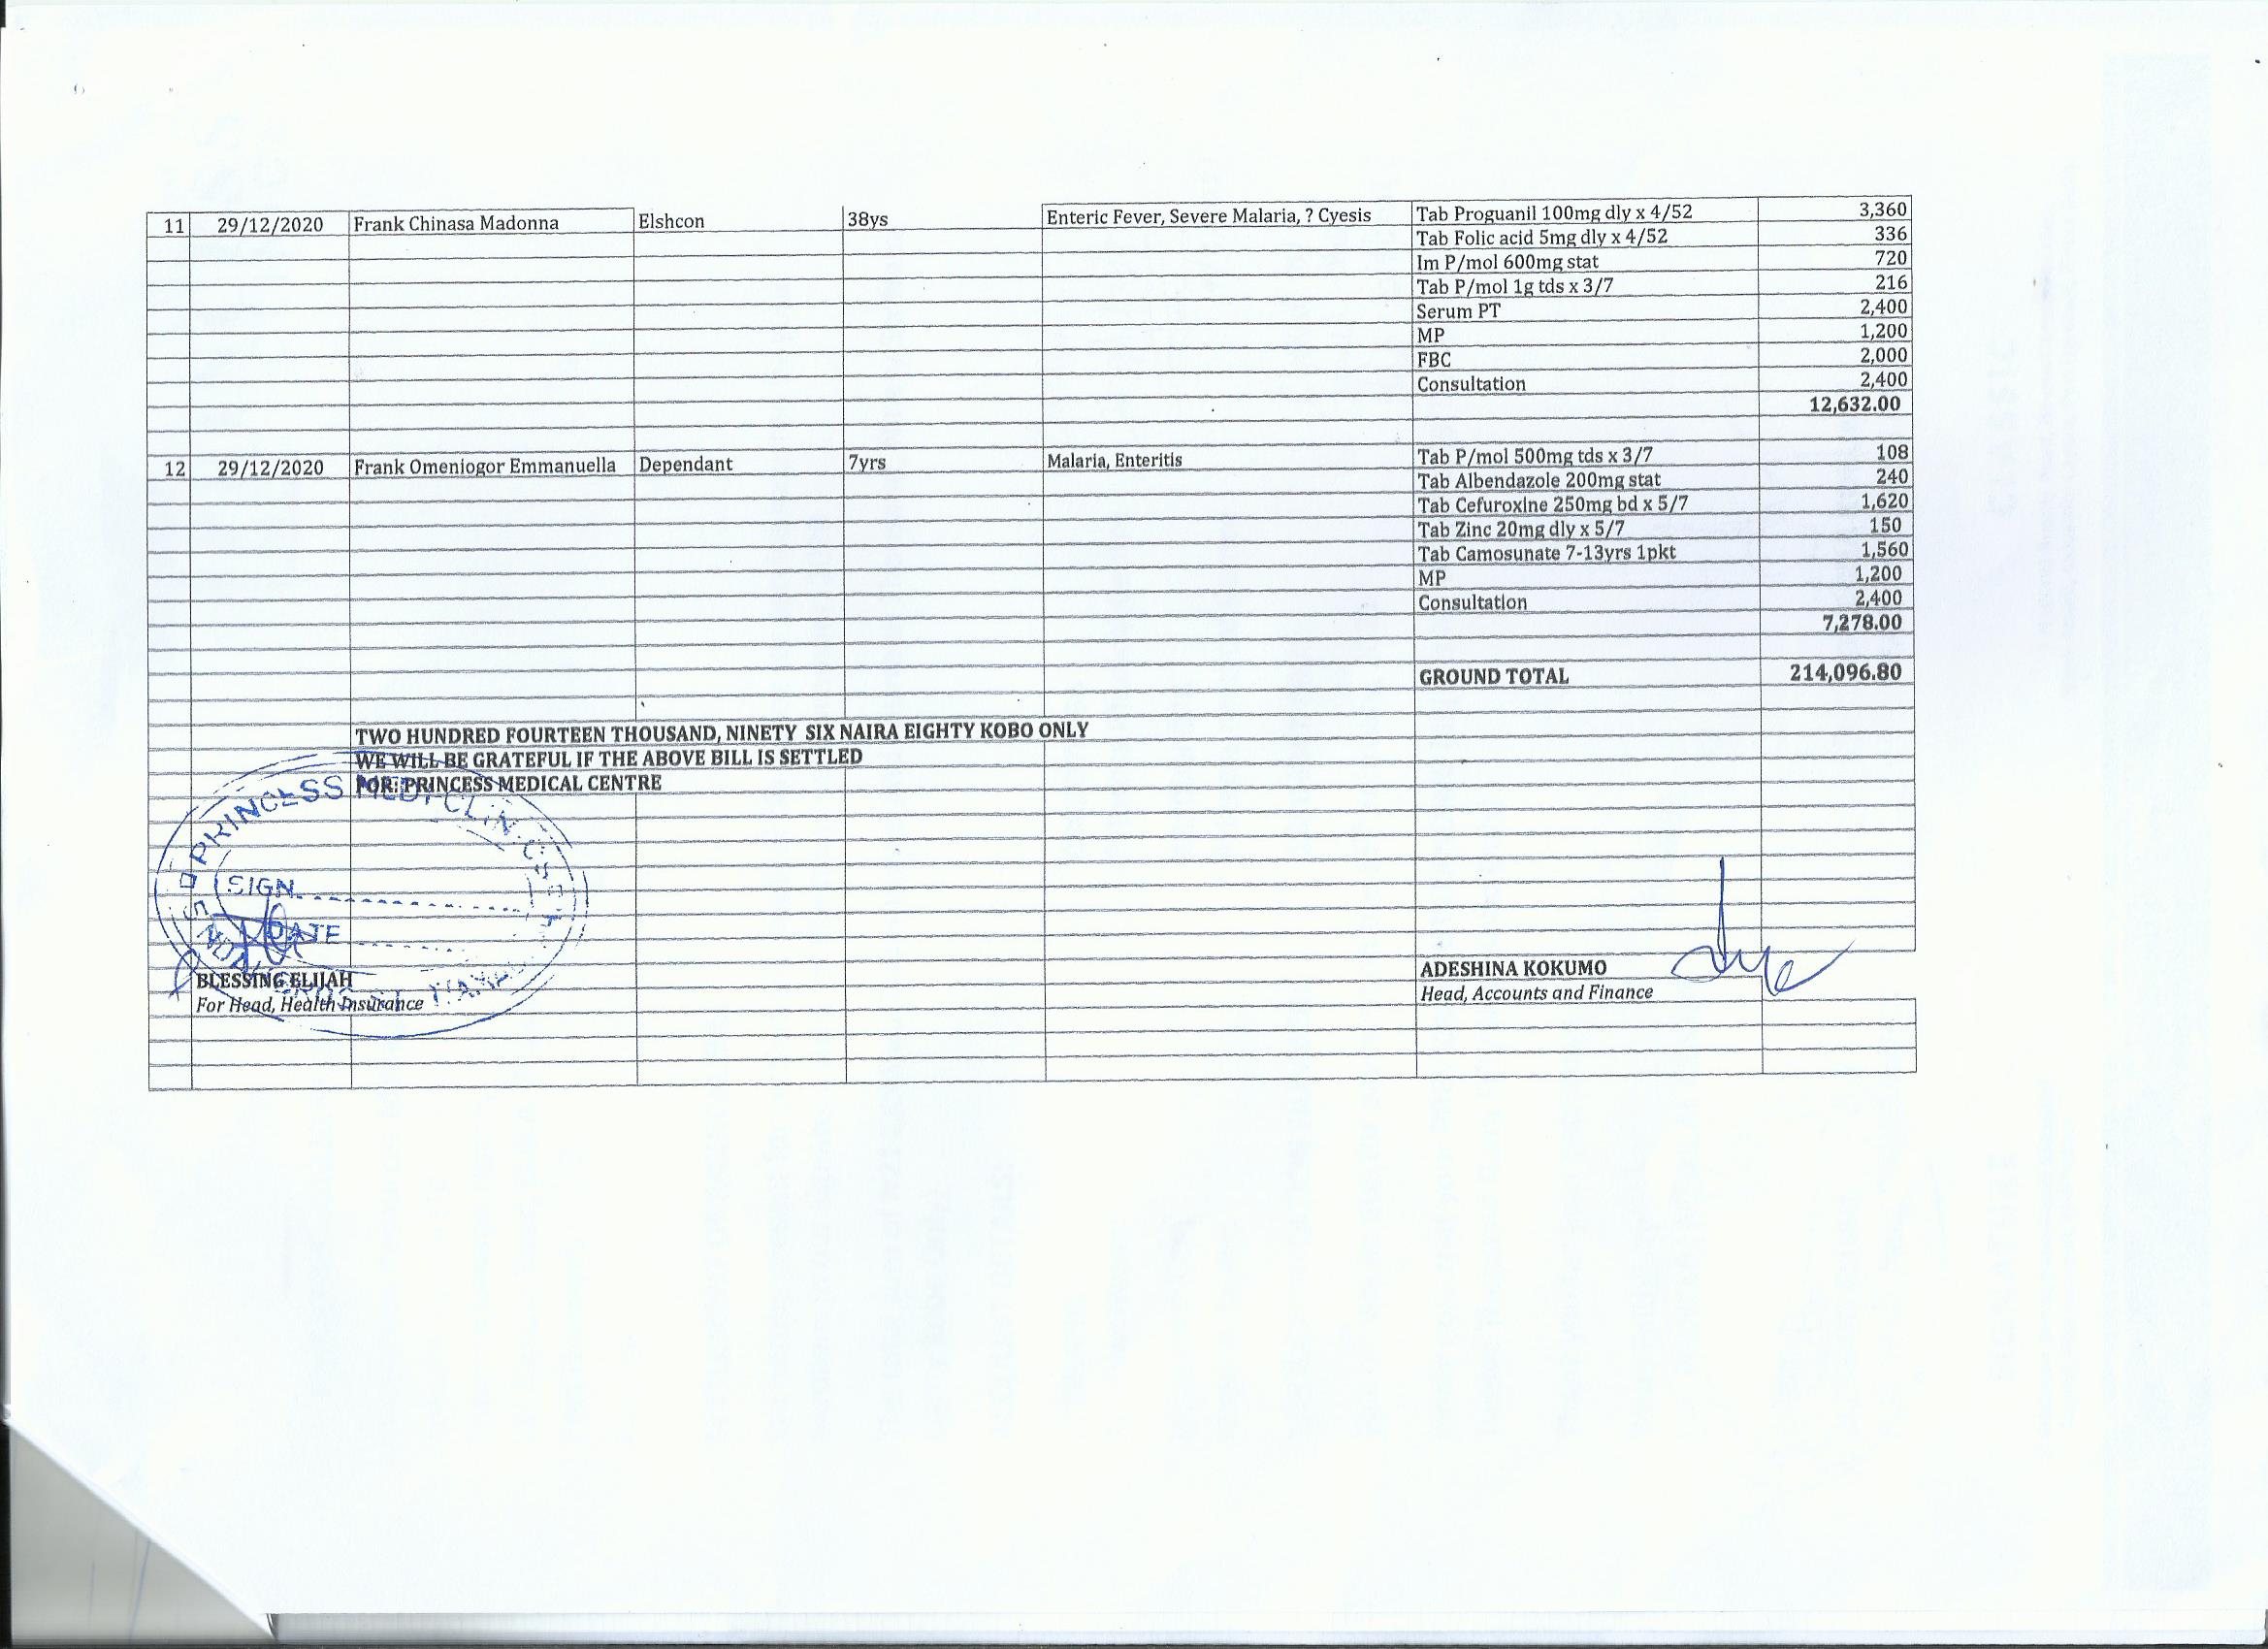 11 29/12/2020 Frank Chinasa Madonna Elshcon 38ys Enteric Fever, Severe Malaria, ? Cyesis Tab Proguanil 100mg dly x 4/52 3,360
Tab Folic acid 5mg dly x 4/52 336
Im P/mol 600mg stat 720
Tab P/mol 1g tds x 3/7 216
Serum PT 2,400
MP 1,200
FBC 2,000
Consultation 2,400
12,632.00
12 29/12/2020 Frank Omeniogor Emmanuella Dependant 7yrs Malaria, Enteritis Tab P/mol 500mg tds x 3/7 108
Tab Albendazole 200mg stat 240
Tab Cefuroxine 250mg bd x 5/7 1,620
Tab Zinc 20mg dly x 5/7 150
Tab Camosunate 7-13yrs 1pkt 1,560
MP 1,200
Consultation 2,400
7,278.00
GROUND TOTAL 214,096.80
TWO HUNDRED FOURTEEN THOUSAND, NINETY SIX NAIRA EIGHTY KOBO ONLY
WE WILL BE GRATEFUL IF THE ABOVE BILL IS SETTLED
FOR: PRINCESS MEDICAL CENTRE
PRINCESS MEDI CLIN
SIGN
DATE
BLESSING ELIJAH ADESHINA KOKUMO
For Head, Health Insurance Head, Accounts and Finance